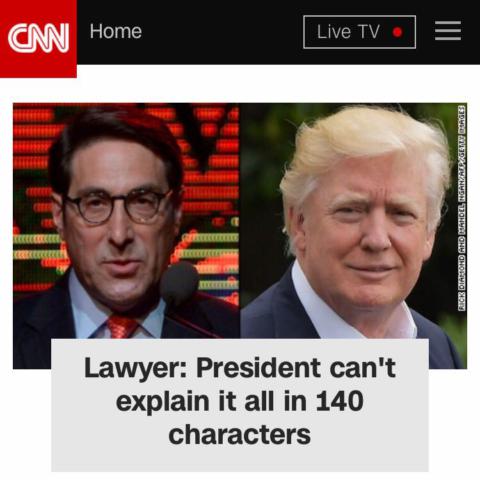 CNN
Home
Live TV
RICK DIAMOND AND MANDEL NGAN/AFP/GETTY IMAGES
Lawyer: President can't
explain it all in 140
characters